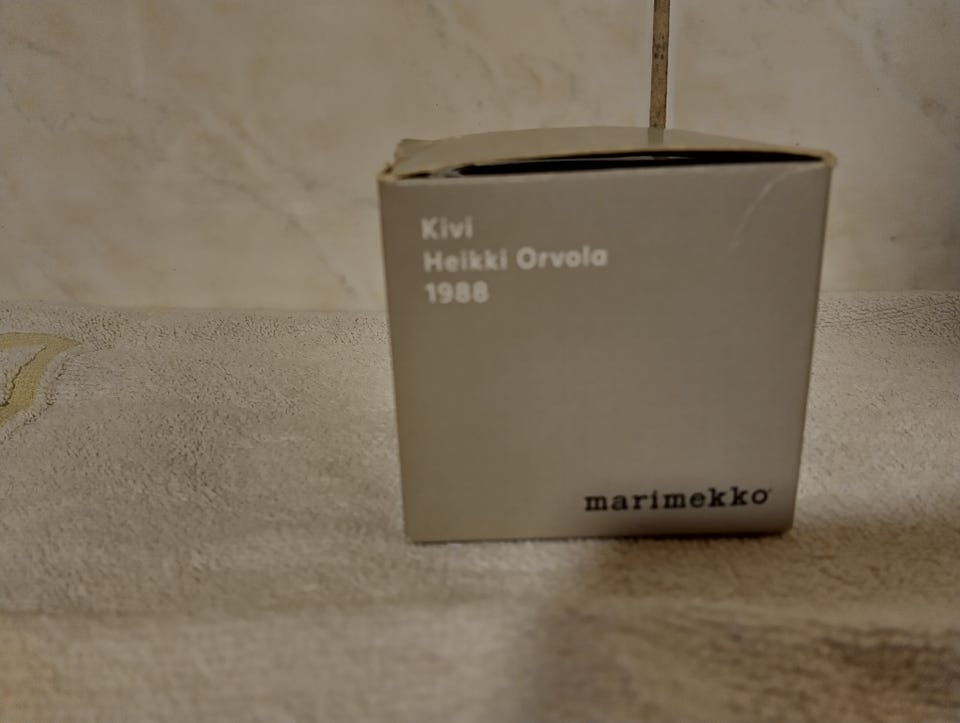 Kivi
Heikki Orvola
1988
marimekko